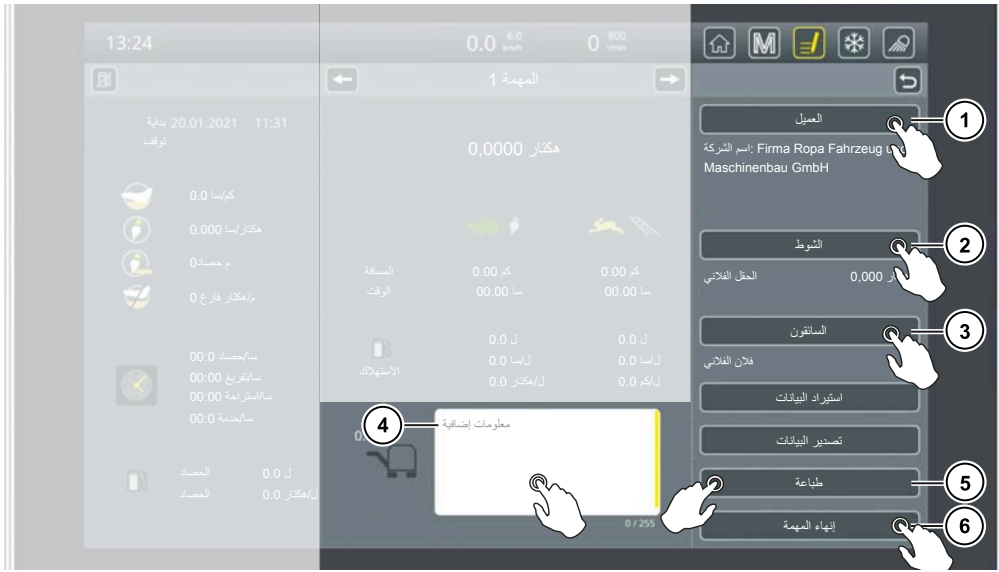 13:24
0.0 6.0 km/h
0 800 1/min
M
المهمة 1
بداية 20.01.2021 11:31
توقف
0,0000 هكتار
0.0 كم/سا
0.000 هكتار/سا
0 م حصاد
0 م/هكتار فارغ
المسافة 0.00 كم 0.00 كم
الوقت 00.00 سا 00.00 سا
0.0 ل 0.0 ل
0.0 ل/سا 0.0 ل/سا
الاستهلاك
0.0 ل/هكتار 0.0 ل/كم
00:0 سا/حصاد
00:00 سا/تفريغ
00:00 سا/استراحة
00:0 سا/خدمة
الحصاد 0.0 ل
الحصاد 0.0 ل/هكتار
معلومات إضافية
0 / 255
العميل
اسم الشركة: Firma Ropa Fahrzeug
Maschinenbau GmbH
الشوط
الحقل الفلاني 0,000
السائقون
فلان الفلاني
استيراد البيانات
تصدير البيانات
طباعة
إنهاء المهمة
1
2
3
4
5
6